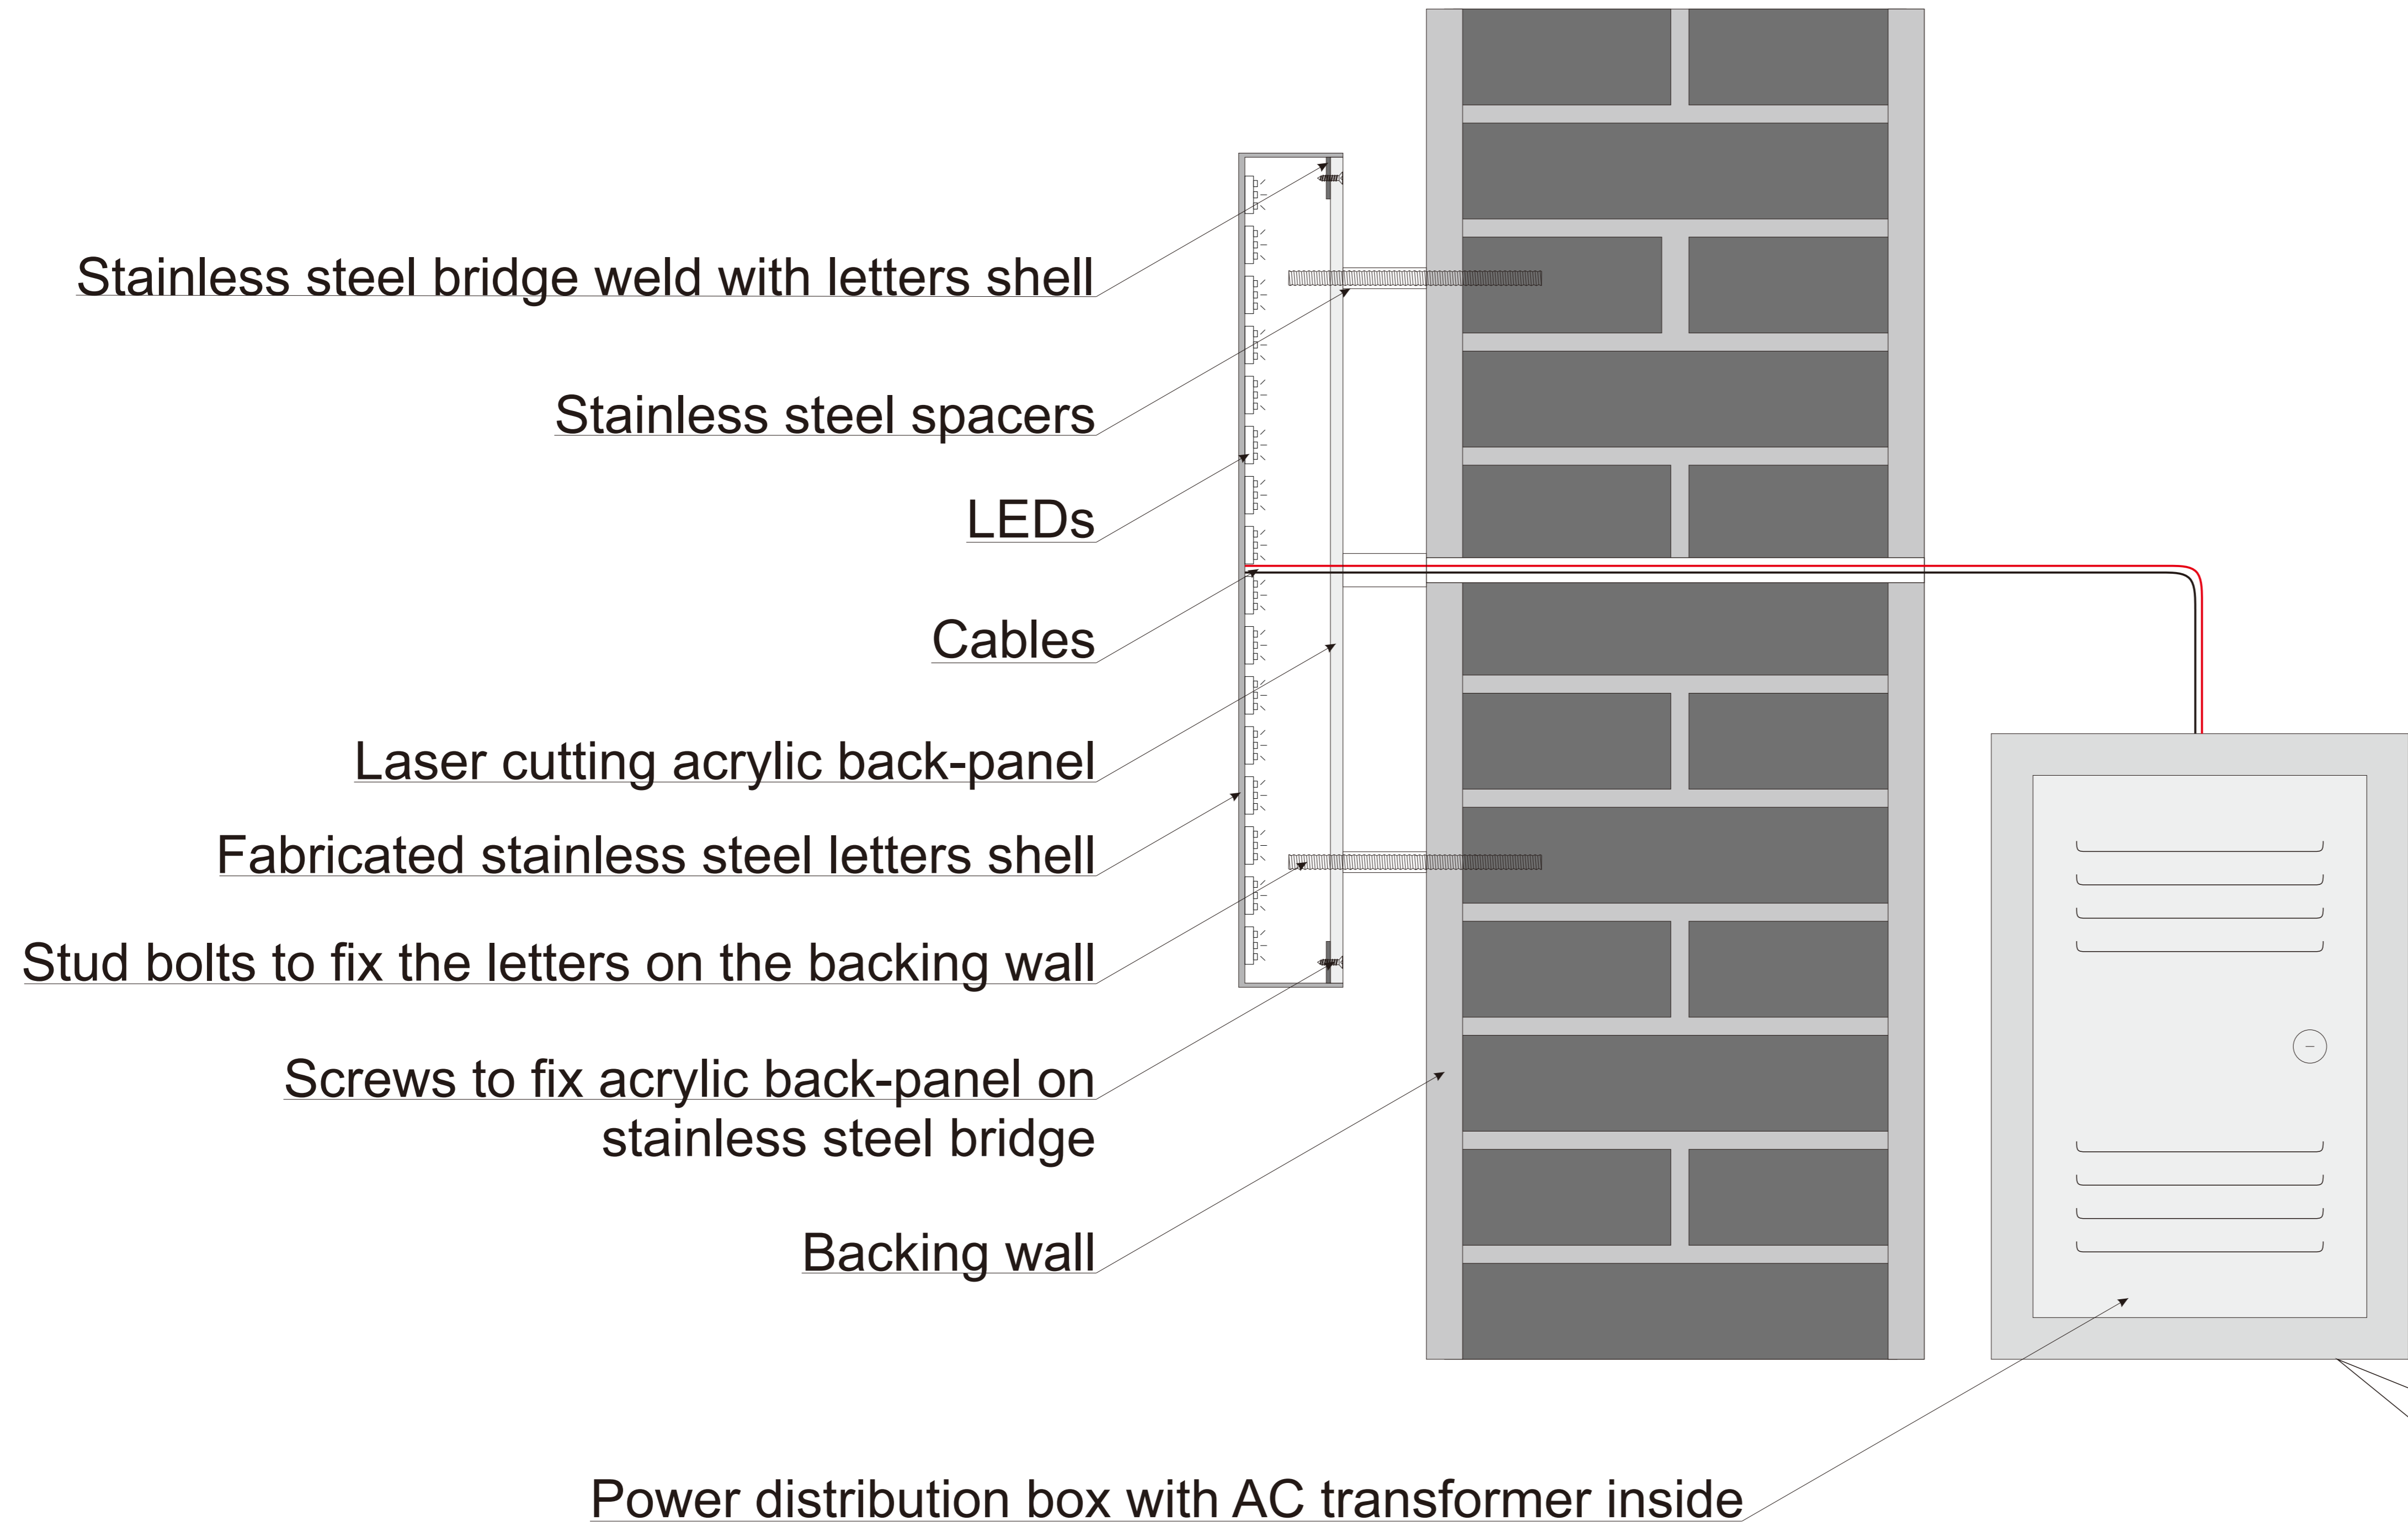 Stainless steel bridge weld with letters shell
Stainless steel spacers
LEDs
Cables
Laser cutting acrylic back-panel
Fabricated stainless steel letters shell
Stud bolts to fix the letters on the backing wall
Screws to fix acrylic back-panel on
stainless steel bridge
Backing wall
Power distribution box with AC transformer inside